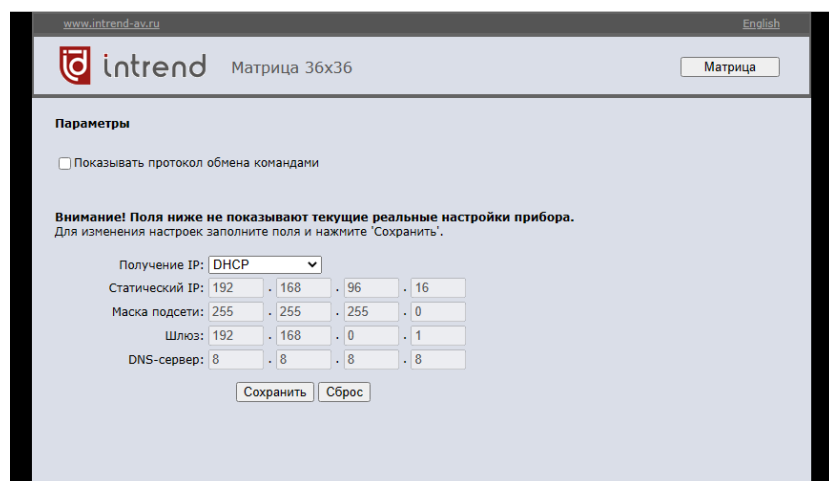 www.intrend-av.ru English
intrend Матрица 36x36 Матрица
Параметры
Показывать протокол обмена командами
Внимание! Поля ниже не показывают текущие реальные настройки прибора.
Для изменения настроек заполните поля и нажмите 'Сохранить'.
Получение IP: DHCP
Статический IP: 192 . 168 . 96 . 16
Маска подсети: 255 . 255 . 255 . 0
Шлюз: 192 . 168 . 0 . 1
DNS-сервер: 8 . 8 . 8 . 8
Сохранить Сброс